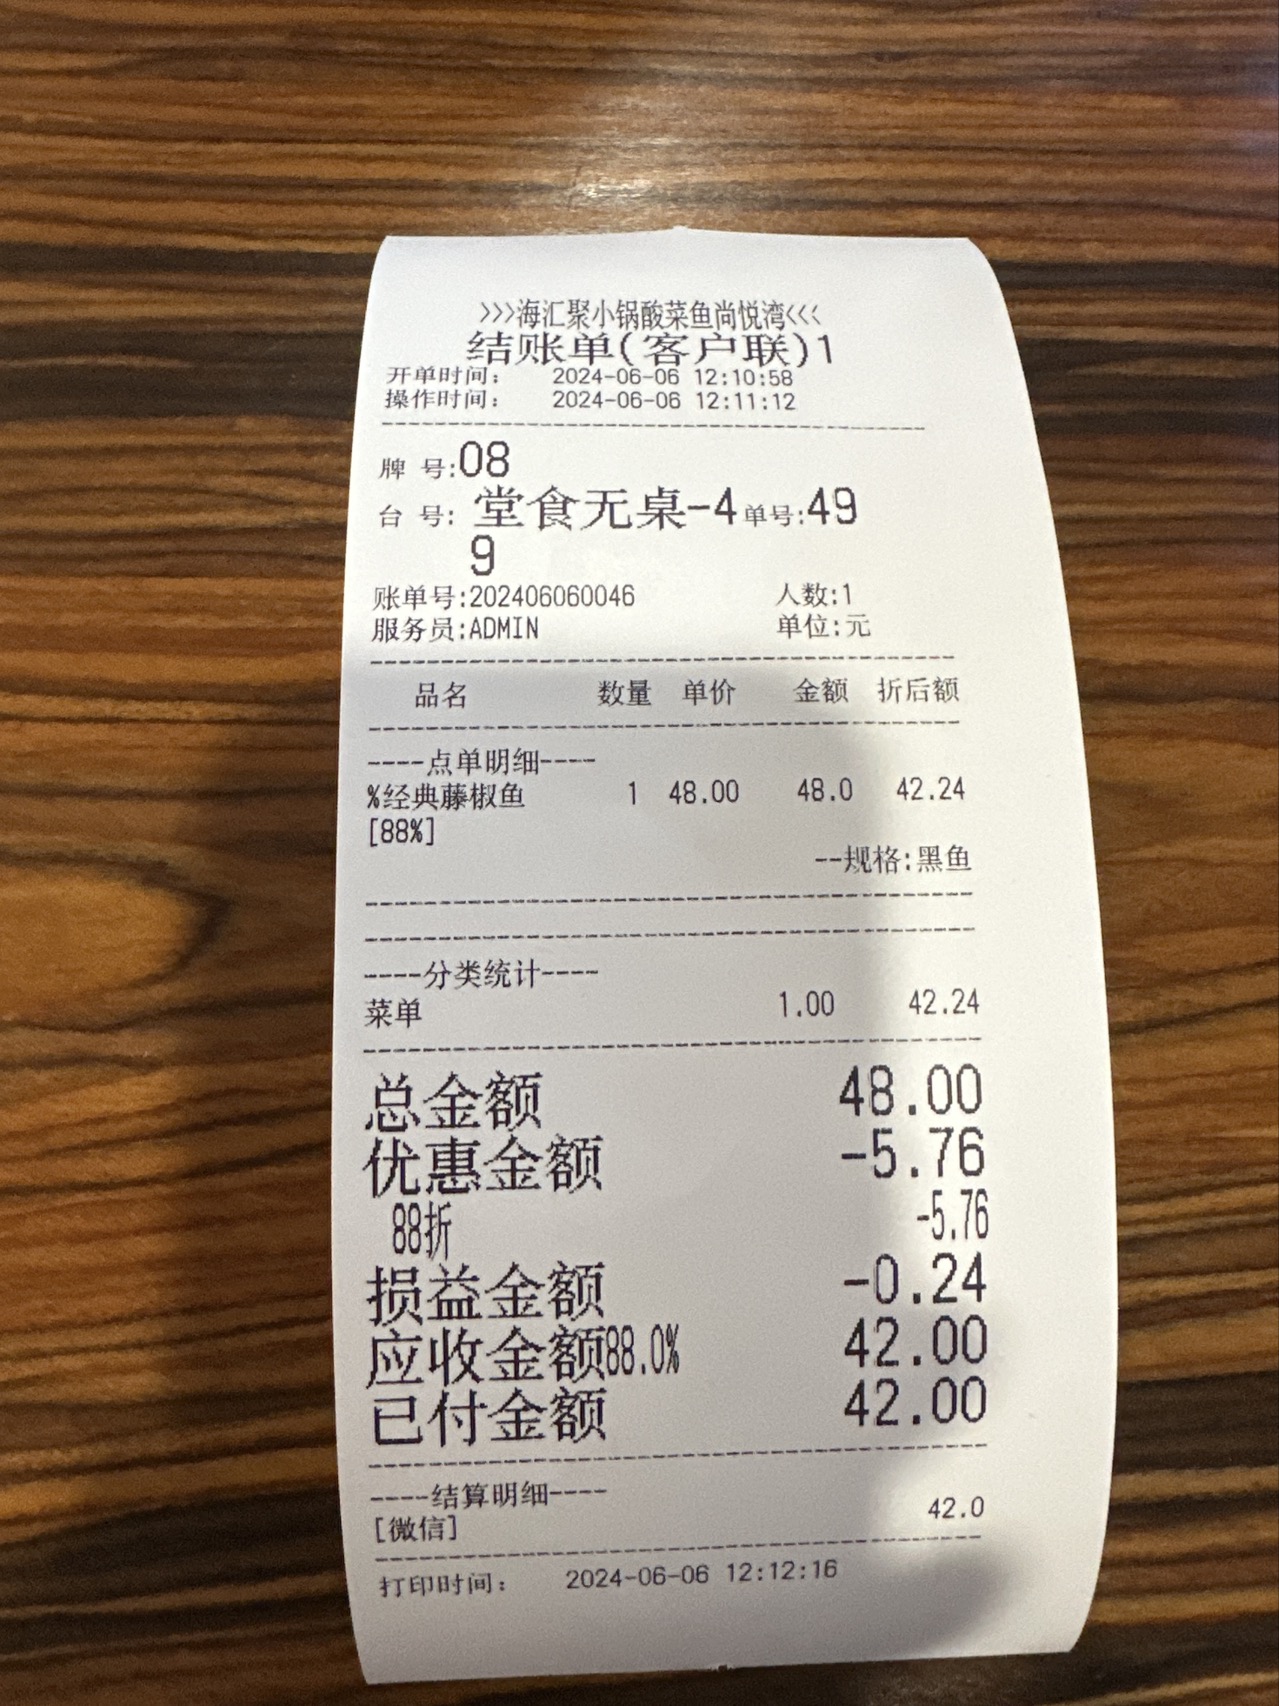 >>>海汇聚小锅酸菜鱼尚悦湾<<<
结账单(客户联)1
开单时间: 2024-06-06 12:10:58
操作时间: 2024-06-06 12:11:12
牌 号:08
台 号: 堂食无桌-4 单号:49
9
账单号:202406060046 人数:1
服务员:ADMIN 单位:元
品名 数量 单价 金额 折后额
----点单明细----
%经典藤椒鱼 1 48.00 48.0 42.24
[88%]
--规格:黑鱼
----分类统计----
菜单 1.00 42.24
总金额 48.00
优惠金额 -5.76
88折 -5.76
损益金额 -0.24
应收金额88.0% 42.00
已付金额 42.00
----结算明细----
[微信] 42.0
打印时间: 2024-06-06 12:12:16